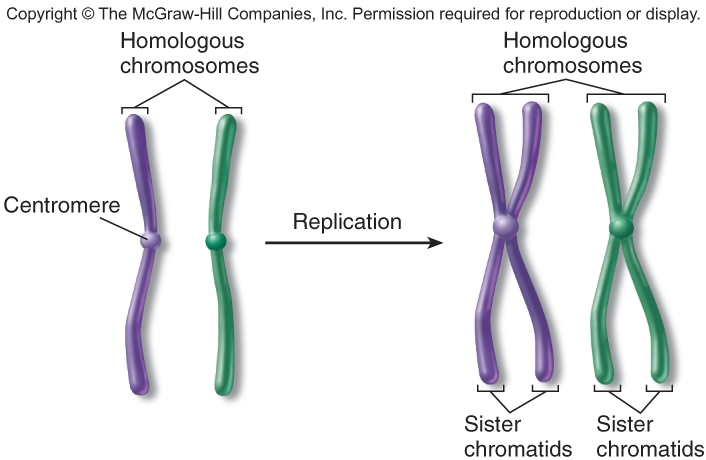 Copyright © The McGraw-Hill Companies, Inc. Permission required for reproduction or display.
Homologous
chromosomes
Homologous
chromosomes
Centromere
Replication
Sister
chromatids
Sister
chromatids